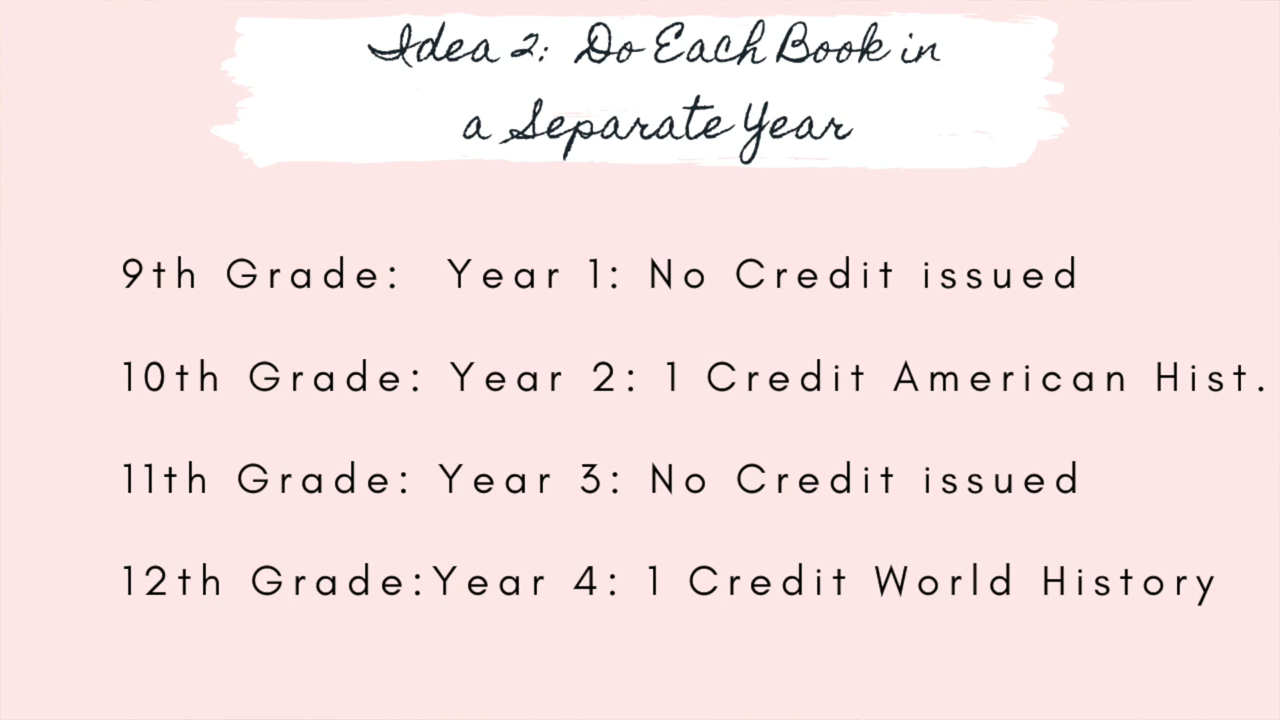 Idea 2: Do Each Book in
a Separate Year
9th Grade: Year 1: No Credit issued
10th Grade: Year 2: 1 Credit American Hist.
11th Grade: Year 3: No Credit issued
12th Grade:Year 4: 1 Credit World History